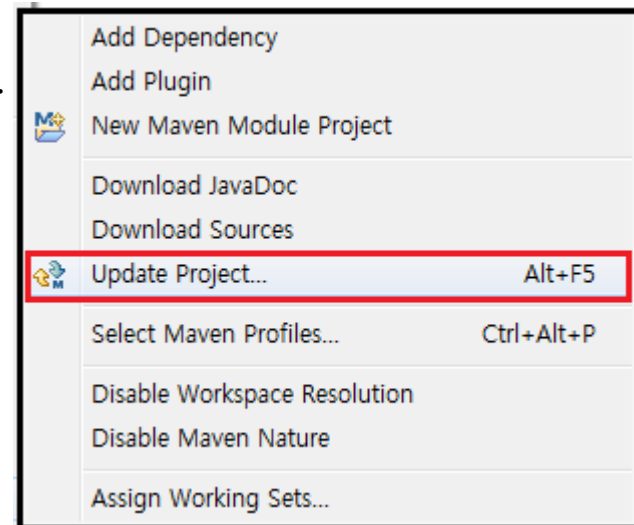 Add Dependency
Add Plugin
New Maven Module Project
Download JavaDoc
Download Sources
Update Project... Alt+F5
Select Maven Profiles... Ctrl+Alt+P
Disable Workspace Resolution
Disable Maven Nature
Assign Working Sets...